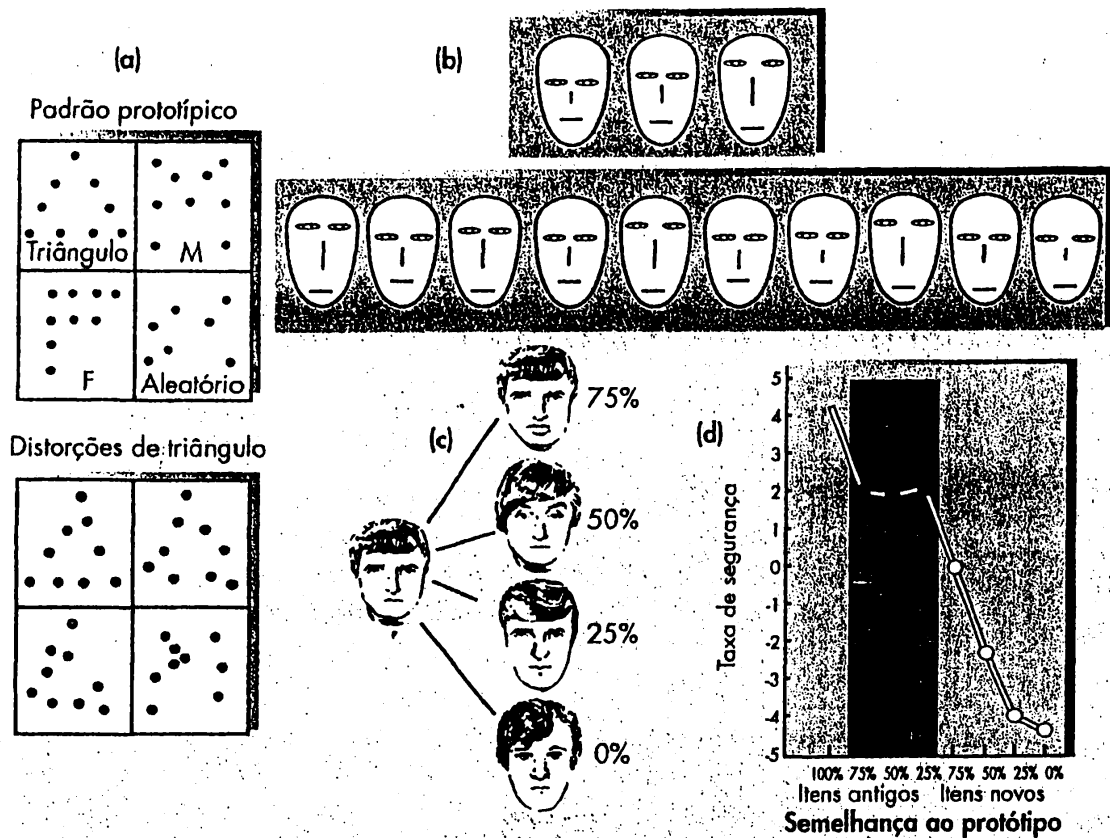 (a)
Padrão prototípico
Triângulo
M
F
Aleatório
Distorções de triângulo
(b)
(c)
75%
50%
25%
0%
(d)
Taxa de segurança
5
4
3
2
1
0
-1
-2
-3
-4
-5
100% 75% 50% 25% 75% 50% 25% 0%
Itens antigos Itens novos
Semelhança ao protótipo